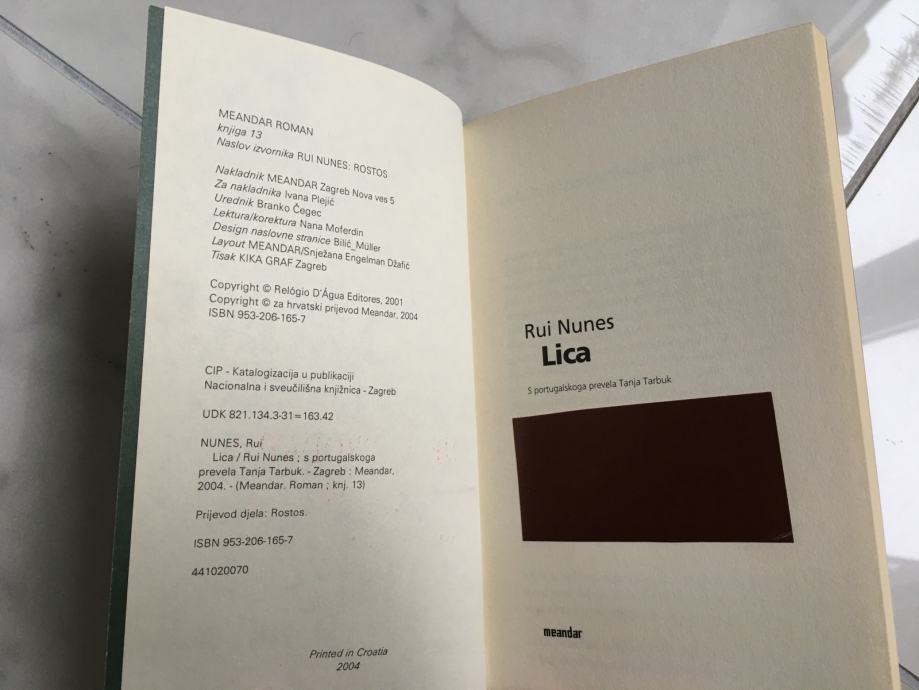 MEANDAR ROMAN
knjiga 13
Naslov izvornika RUI NUNES: ROSTOS
Nakladnik MEANDAR Zagreb Nova ves 5
Za nakladnika Ivana Plejić
Urednik Branko Čegec
Lektura/korektura Nana Moferdin
Design naslovne stranice Bilić_Müller
Layout MEANDAR/Snježana Engelman Džafić
Tisak KIKA GRAF Zagreb
Copyright © Relógio D'Água Editores, 2001
Copyright © za hrvatski prijevod Meandar, 2004
ISBN 953-206-165-7
CIP - Katalogizacija u publikaciji
Nacionalna i sveučilišna knjižnica - Zagreb
UDK 821.134.3-31=163.42
NUNES, Rui
Lica / Rui Nunes ; s portugalskoga
prevela Tanja Tarbuk. - Zagreb : Meandar,
2004. - (Meandar. Roman ; knj. 13)
Prijevod djela: Rostos.
ISBN 953-206-165-7
441020070
Printed in Croatia
2004
Rui Nunes
Lica
S portugalskoga prevela Tanja Tarbuk
meandar